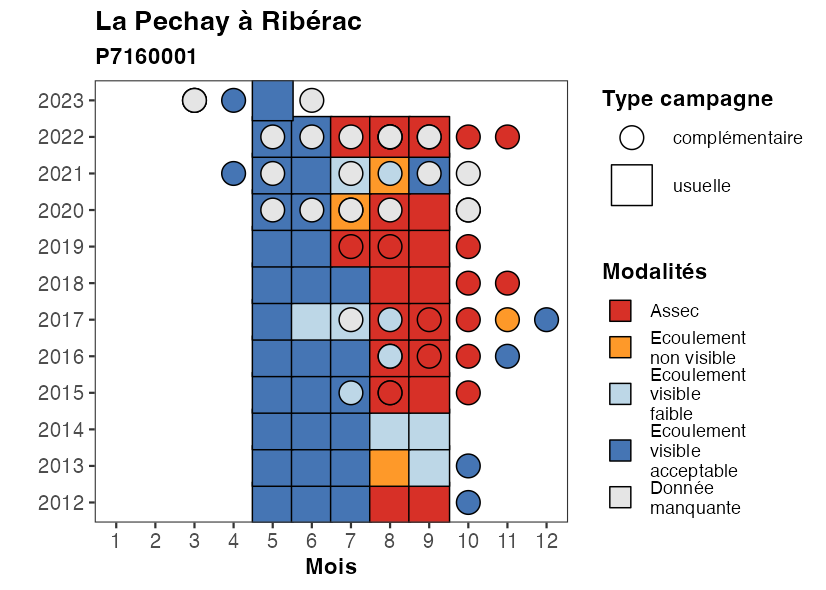 La Pechay à Ribérac
P7160001
2023
2022
2021
2020
2019
2018
2017
2016
2015
2014
2013
2012
1 2 3 4 5 6 7 8 9 10 11 12
Mois
Type campagne
complémentaire
usuelle
Modalités
Assec
Ecoulement
non visible
Ecoulement
visible
faible
Ecoulement
visible
acceptable
Donnée
manquante